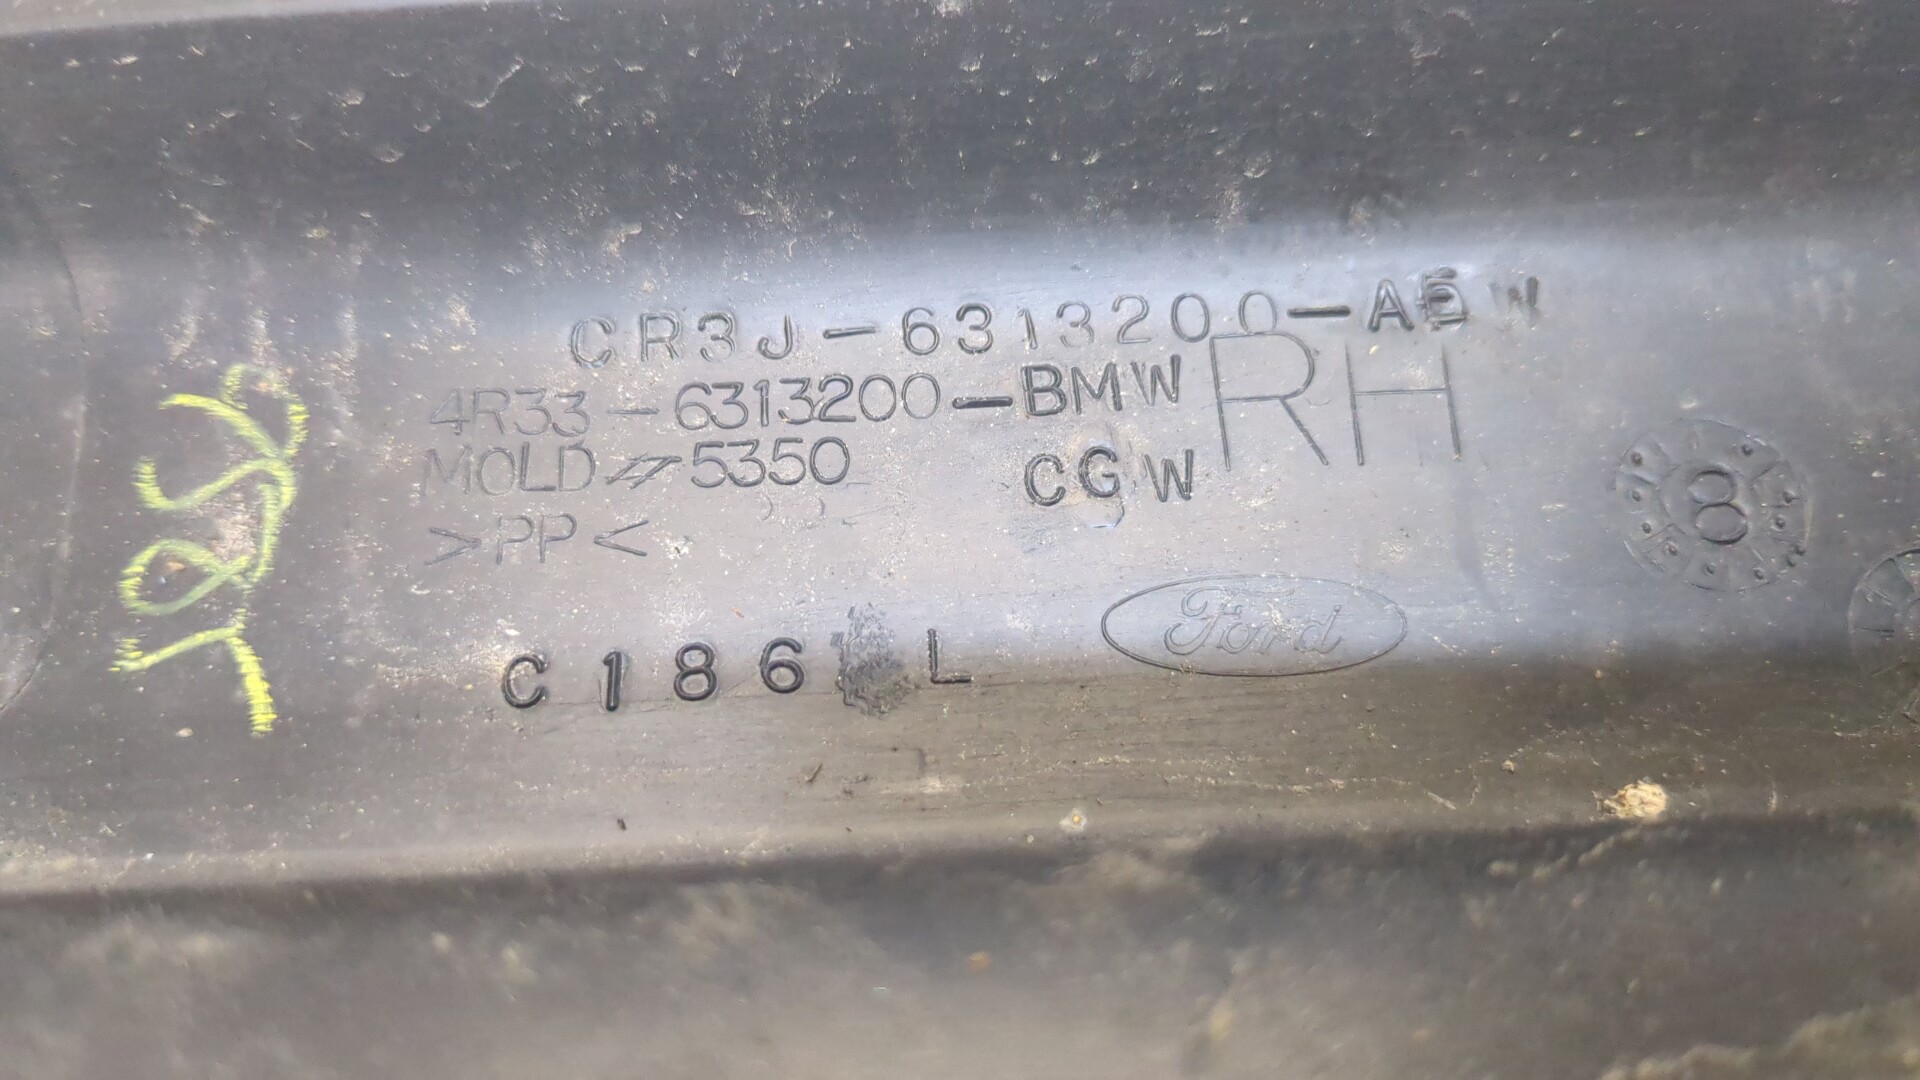 CR3J-6313200-AEW
4R33-6313200-BMW RH
MOLD # 5350 CGW
>PP<
8
C186 L
Ford